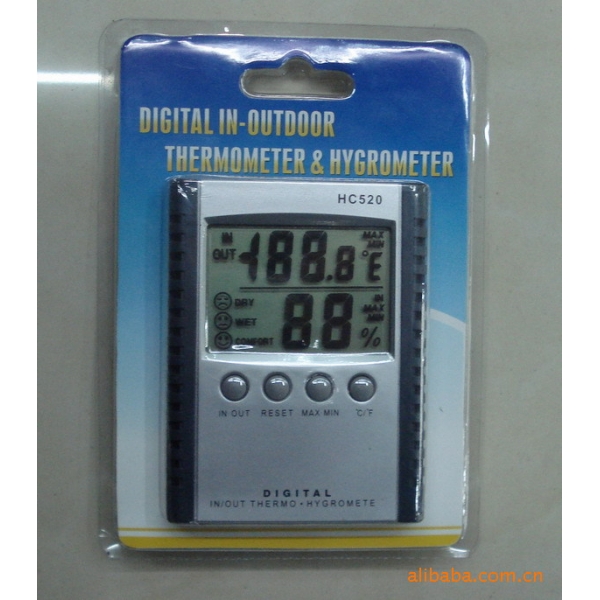 DIGITAL IN-OUTDOOR
THERMOMETER & HYGROMETER
HC520
IN
OUT
-188.8°E
MAX
MIN
DRY
WET
COMFORT
88%
IN
MAX
MIN
IN OUT RESET MAX MIN °C/°F
DIGITAL
IN/OUT THERMO·HYGROMETE
alibaba.com.cn